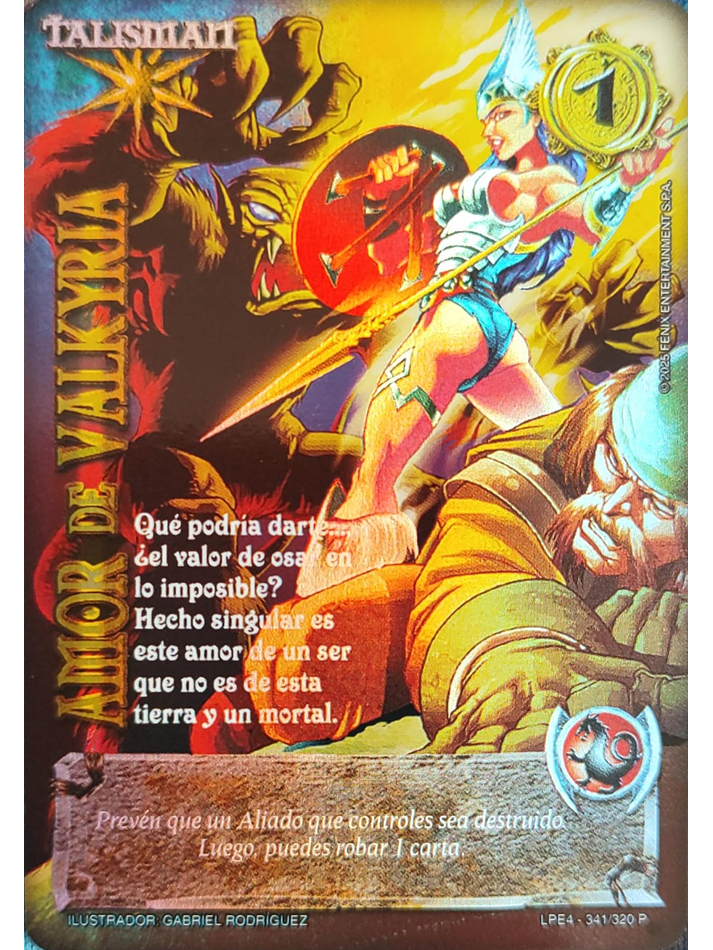 TALISMAN
1
AMOR DE VALKYRIA
© 2025 FENIX ENTERTAINMENT S.P.A.
Qué podría darte...
¿el valor de osar en
lo imposible?
Hecho singular es
este amor de un ser
que no es de esta
tierra y un mortal.
Prevén que un Aliado que controles sea destruido.
Luego, puedes robar 1 carta.
ILUSTRADOR: GABRIEL RODRÍGUEZ
LPE4 - 341/320 P